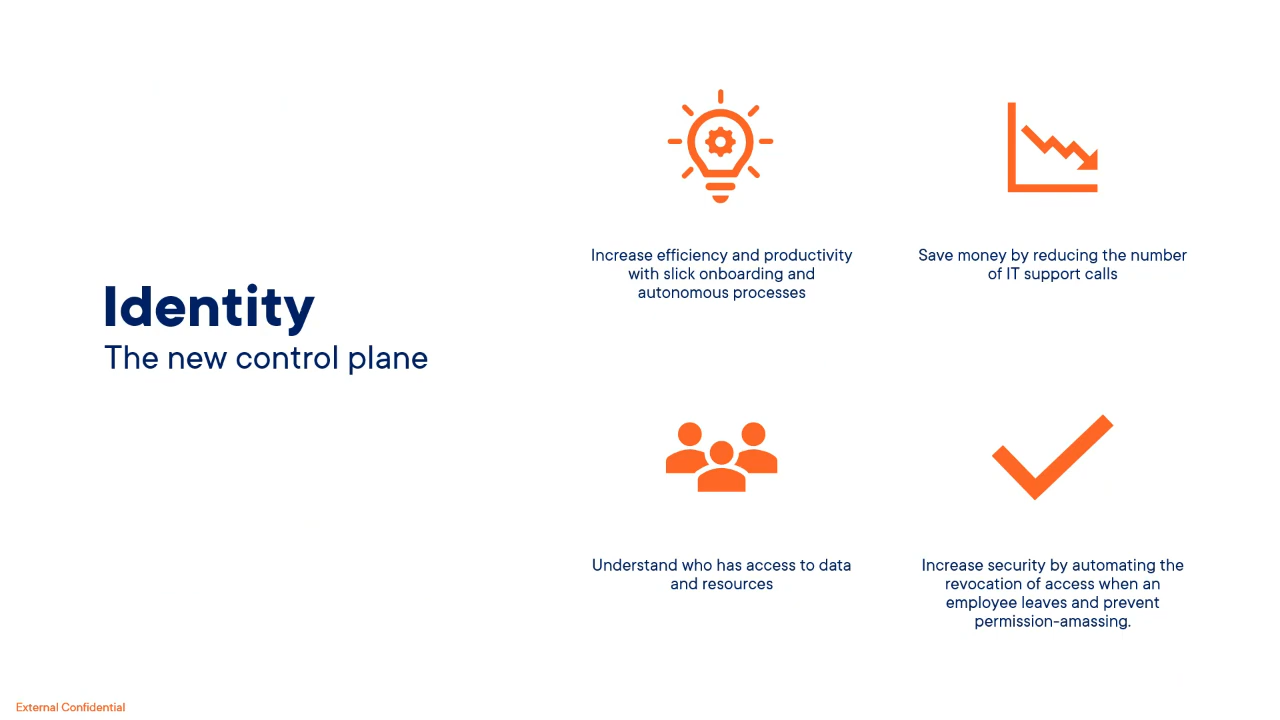 Identity
The new control plane
Increase efficiency and productivity
with slick onboarding and
autonomous processes
Save money by reducing the number
of IT support calls
Understand who has access to data
and resources
Increase security by automating the
revocation of access when an
employee leaves and prevent
permission-amassing.
External Confidential